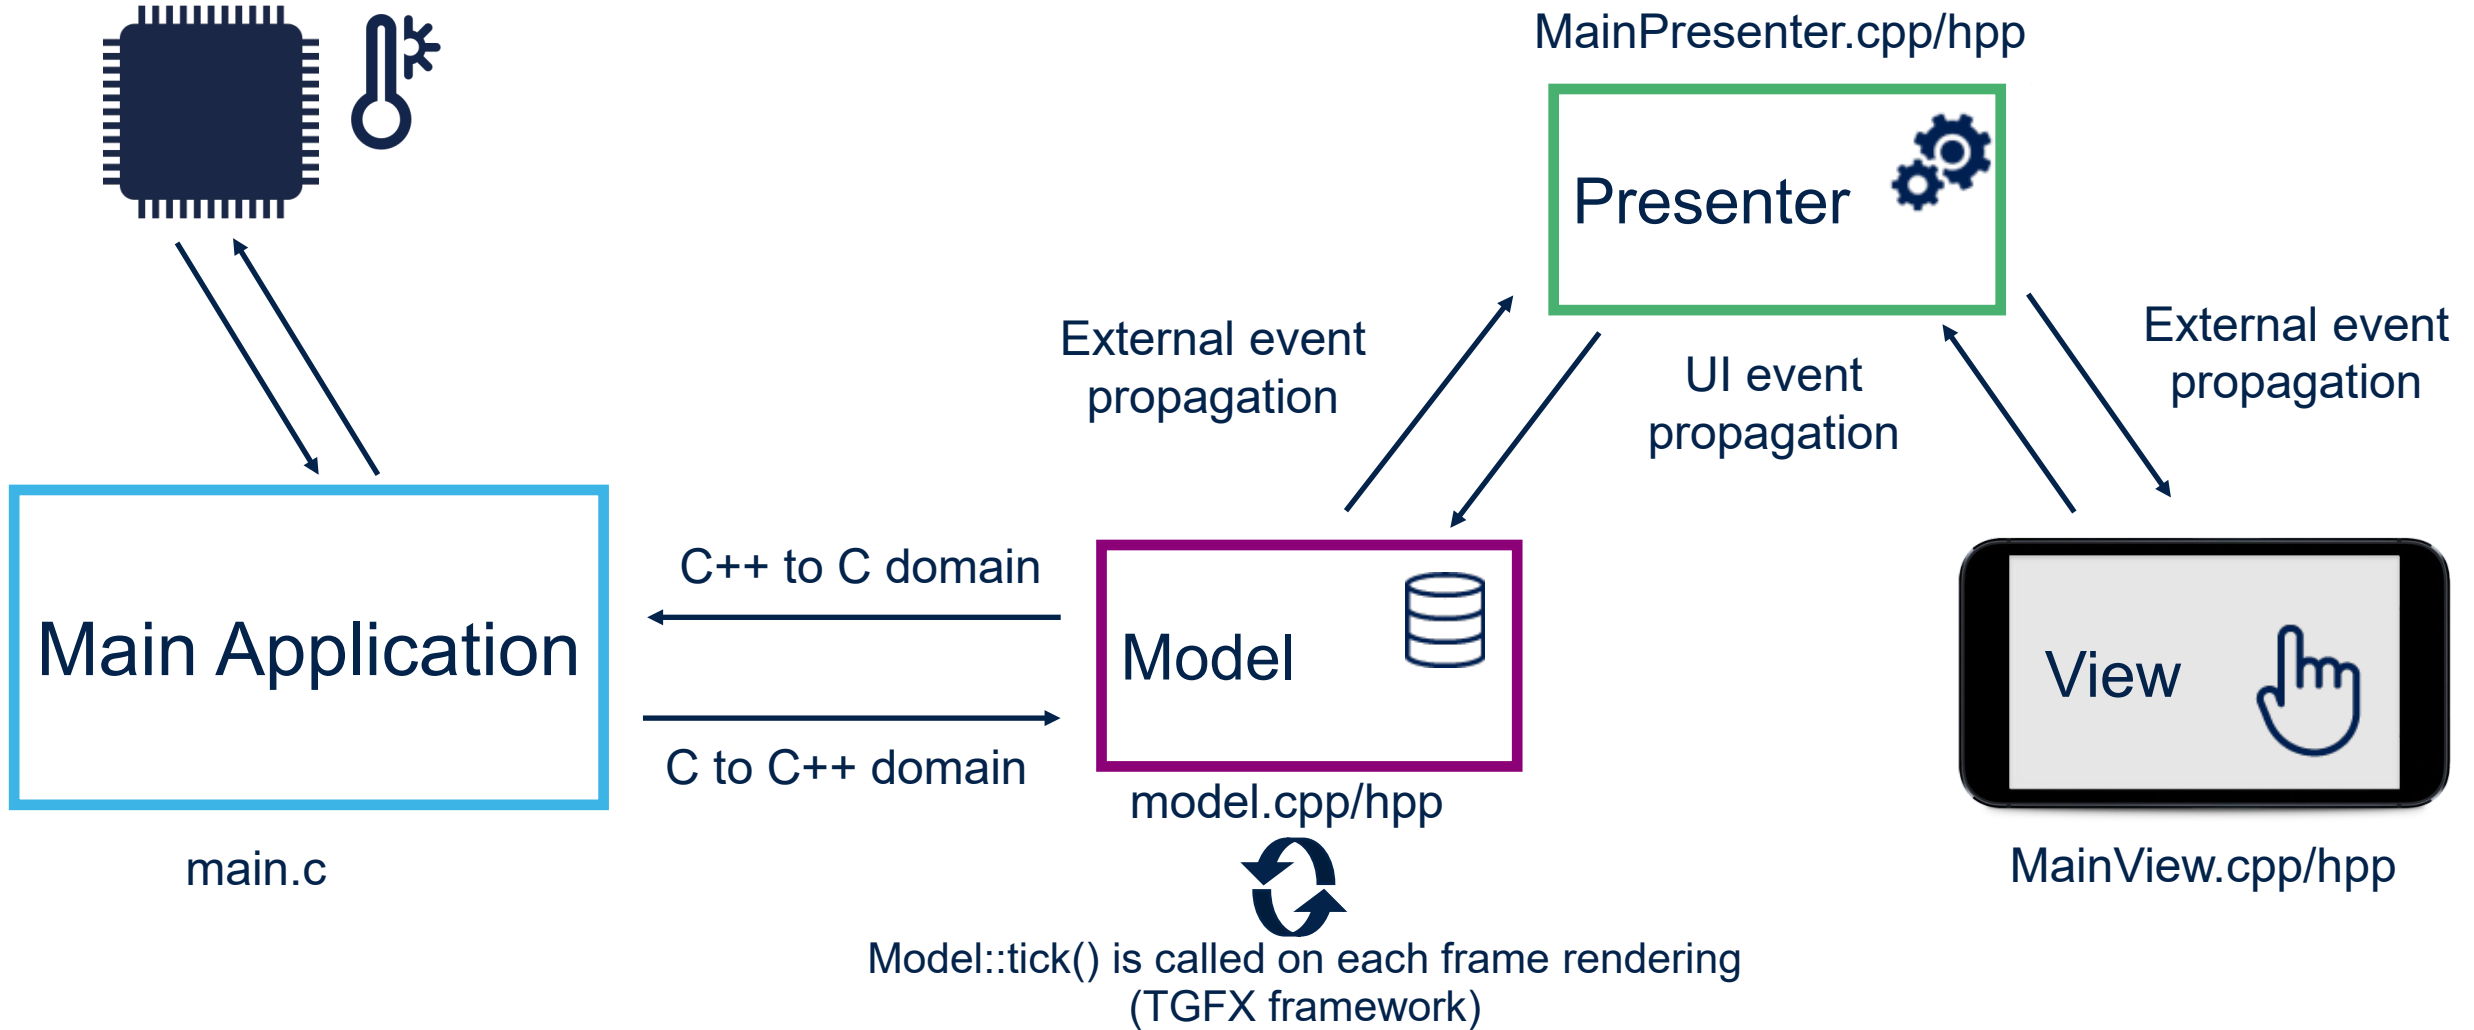 MainPresenter.cpp/hpp
Presenter
External event
propagation
UI event
propagation
External event
propagation
C++ to C domain
Main Application
Model
View
C to C++ domain
model.cpp/hpp
main.c
MainView.cpp/hpp
Model::tick() is called on each frame rendering
(TGFX framework)